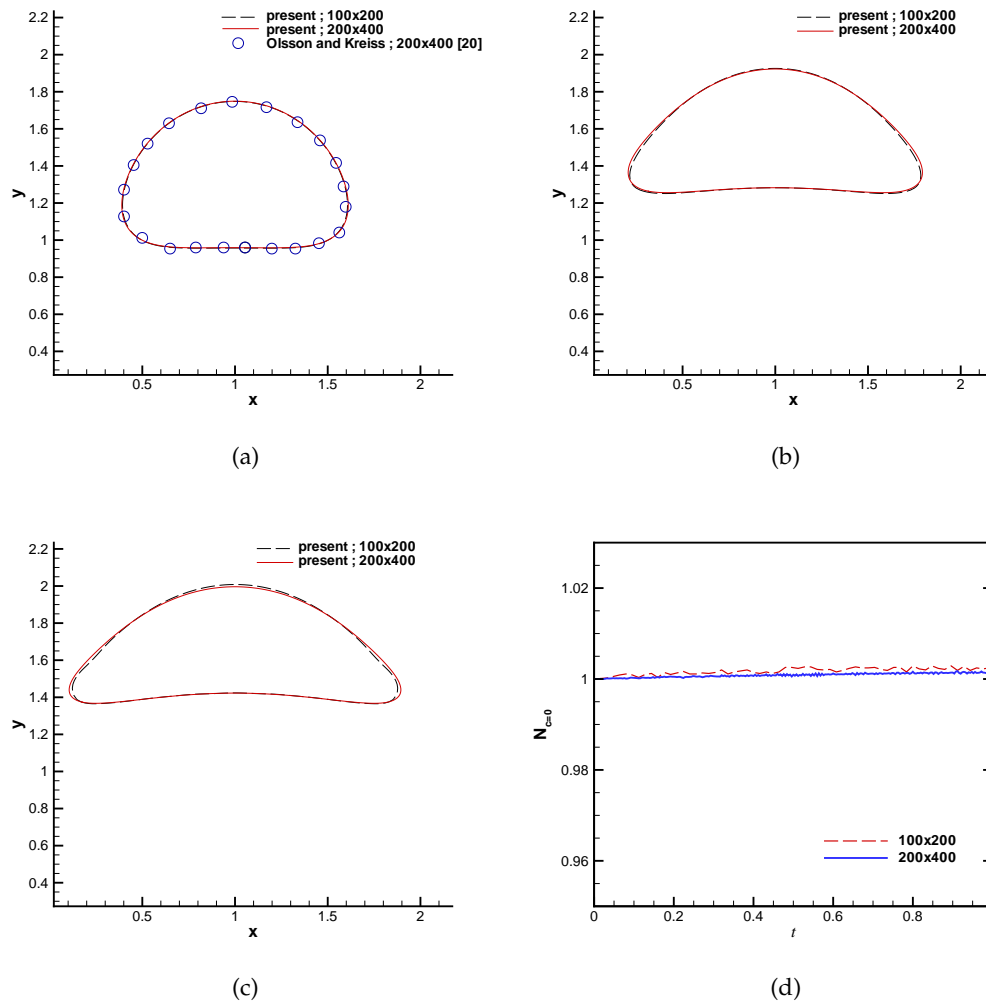 present ; 100x200
present ; 200x400
Olsson and Kreiss ; 200x400 [20]
2.2
2
1.8
1.6
1.4
1.2
1
0.8
0.6
0.4
y
0.5
1
1.5
2
x
(a)
present ; 100x200
present ; 200x400
2.2
2
1.8
1.6
1.4
1.2
1
0.8
0.6
0.4
y
0.5
1
1.5
2
x
(b)
present ; 100x200
present ; 200x400
2.2
2
1.8
1.6
1.4
1.2
1
0.8
0.6
0.4
y
0.5
1
1.5
2
x
(c)
1.02
1
0.98
0.96
N_{c=0}
100x200
200x400
0
0.2
0.4
0.6
0.8
t
(d)